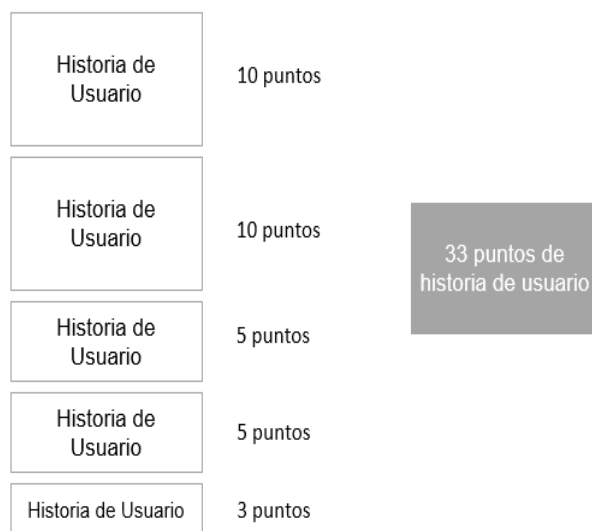 Historia de
Usuario
10 puntos
Historia de
Usuario
10 puntos
33 puntos de
historia de usuario
Historia de
Usuario
5 puntos
Historia de
Usuario
5 puntos
Historia de Usuario
3 puntos